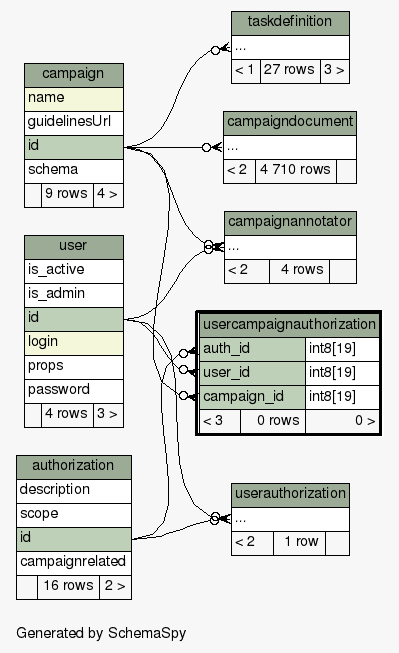 taskdefinition
...
< 1 27 rows 3 >
campaign
name
guidelinesUrl
id
schema
9 rows 4 >
campaigndocument
...
< 2 4 710 rows
campaignannotator
...
< 2 4 rows
user
is_active
is_admin
id
login
props
password
4 rows 3 >
usercampaignauthorization
auth_id int8[19]
user_id int8[19]
campaign_id int8[19]
< 3 0 rows 0 >
authorization
description
scope
id
campaignrelated
16 rows 2 >
userauthorization
...
< 2 1 row
Generated by SchemaSpy